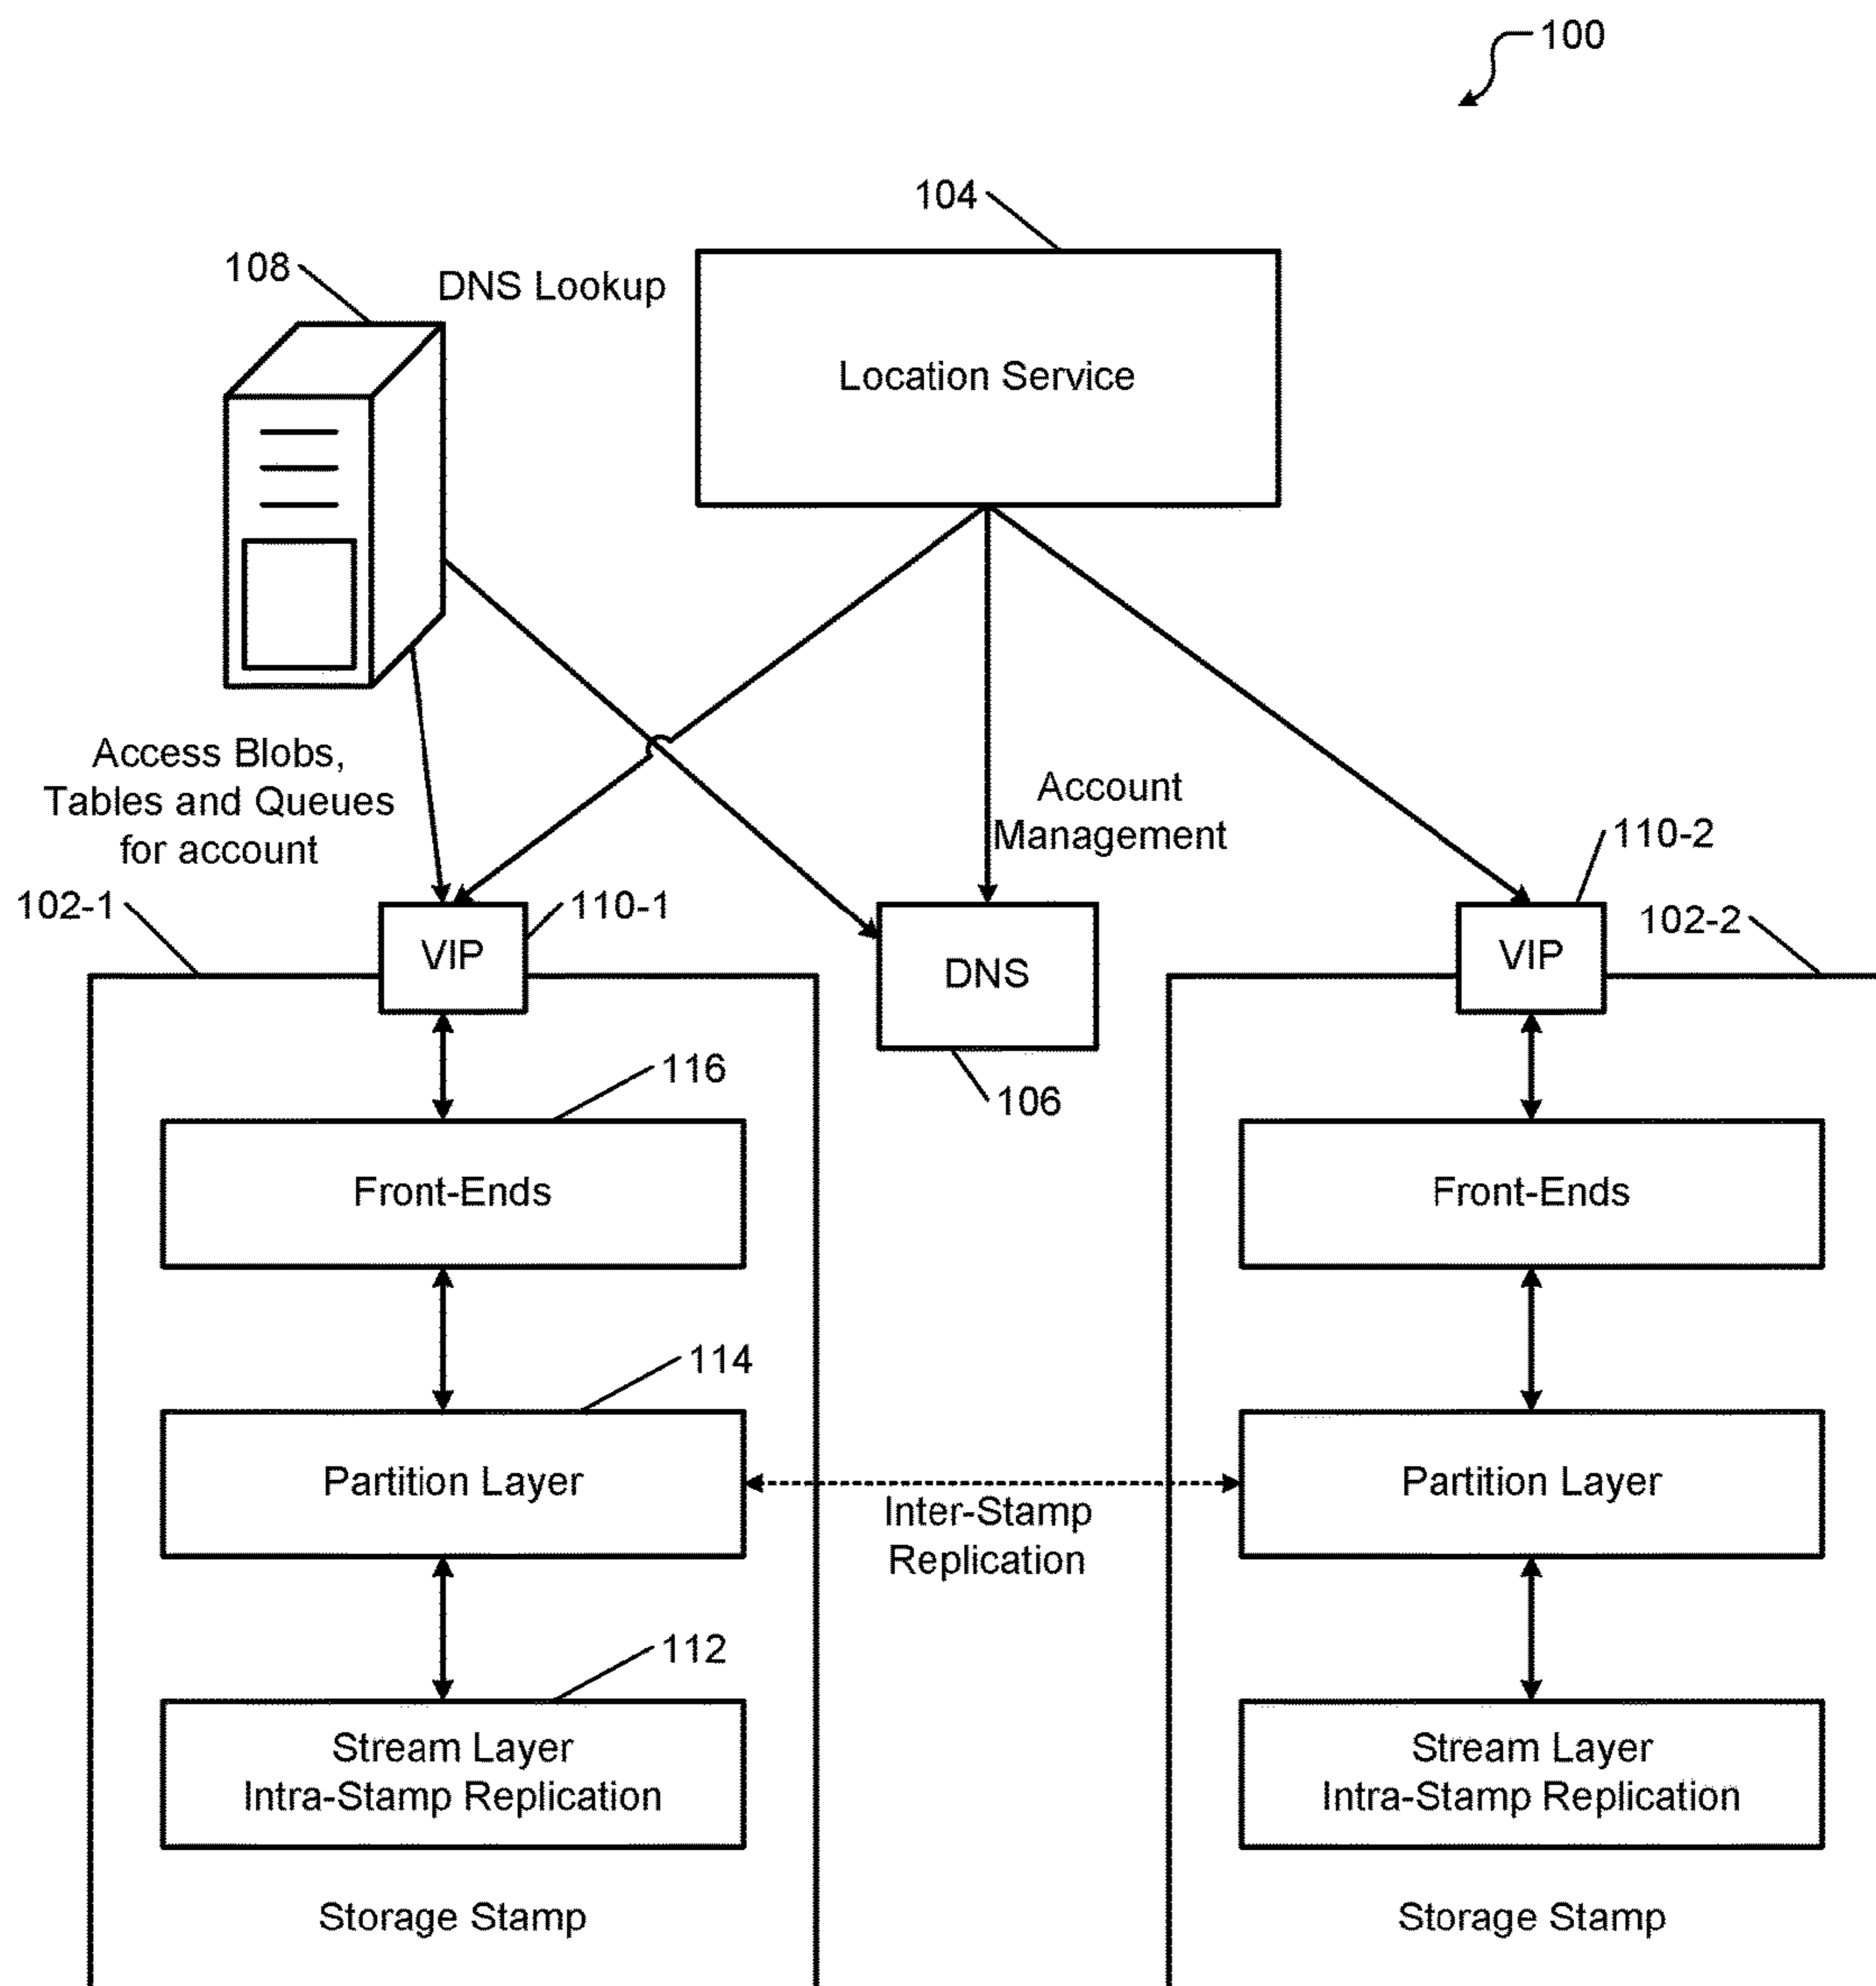 100
104
108
DNS Lookup
Location Service
Access Blobs,
Tables and Queues
for account
Account
Management
110-2
102-1
110-1
102-2
VIP
DNS
VIP
116
106
Front-Ends
Front-Ends
114
Partition Layer
Partition Layer
Inter-Stamp
Replication
112
Stream Layer
Intra-Stamp Replication
Stream Layer
Intra-Stamp Replication
Storage Stamp
Storage Stamp